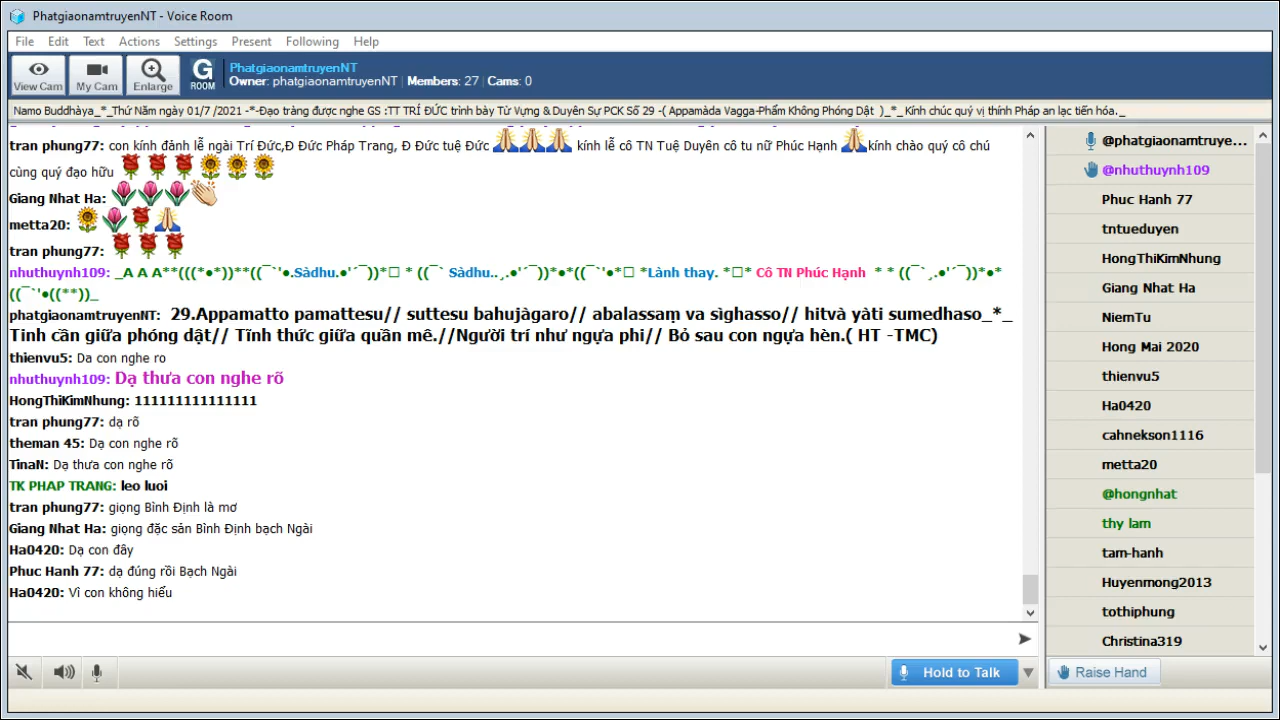 PhatgiaonamtruyenNT - Voice Room
File Edit Text Actions Settings Present Following Help
View Cam My Cam Enlarge G ROOM
PhatgiaonamtruyenNT
Owner: phatgiaonamtruyenNT Members: 27 Cams: 0
Namo Buddhàya_*_Thứ Năm ngày 01/7 /2021 -*-Đạo tràng được nghe GS :TT TRÍ ĐỨC trình bày Từ Vựng & Duyên Sự PCK Số 29 -( Appamàda Vagga-Phẩm Không Phóng Dật )_*_ Kính chúc quý vị thính Pháp an lạc tiến hóa._
tran phung77: con kính đảnh lễ ngài Trí Đức,Đ Đức Pháp Trang, Đ Đức tuệ Đức 🙏🙏🙏 kính lễ cô TN Tuệ Duyên cô tu nữ Phúc Hạnh 🙏kính chào quý cô chú
cùng quý đạo hữu 🌹🌹🌹🌻🌻🌻
Giang Nhat Ha: 🌷🌷🌷👏
metta20: 🌻🌷🌹🙏
tran phung77: 🌹🌹🌹
nhuthuynh109: _A A A**(((*●*))**((¯`'●.Sàdhu.●'´¯))*□ * ((¯` Sàdhu..¸.●'´¯))*●*((¯`'●*□ *Lành thay. *□* Cô TN Phúc Hạnh * * ((¯`¸.●'´¯))*●*
((¯`'●((**))_
phatgiaonamtruyenNT: 29.Appamatto pamattesu// suttesu bahujàgaro// abalassaṃ va sìghasso// hitvà yàti sumedhaso_*_
Tinh cần giữa phóng dật// Tỉnh thức giữa quần mê.//Người trí như ngựa phi// Bỏ sau con ngựa hèn.( HT -TMC)
thienvu5: Da con nghe ro
nhuthuynh109: Dạ thưa con nghe rõ
HongThiKimNhung: 111111111111111
tran phung77: dạ rõ
theman 45: Dạ con nghe rõ
TinaN: Dạ thưa con nghe rõ
TK PHAP TRANG: leo luoi
tran phung77: giọng Bình Định là mơ
Giang Nhat Ha: giọng đặc sản Bình Định bạch Ngài
Ha0420: Dạ con đây
Phuc Hanh 77: dạ đúng rồi Bạch Ngài
Ha0420: Vì con không hiểu
Hold to Talk
@phatgiaonamtruye...
@nhuthuynh109
Phuc Hanh 77
tntueduyen
HongThiKimNhung
Giang Nhat Ha
NiemTu
Hong Mai 2020
thienvu5
Ha0420
cahnekson1116
metta20
@hongnhat
thy lam
tam-hanh
Huyenmong2013
tothiphung
Christina319
Raise Hand